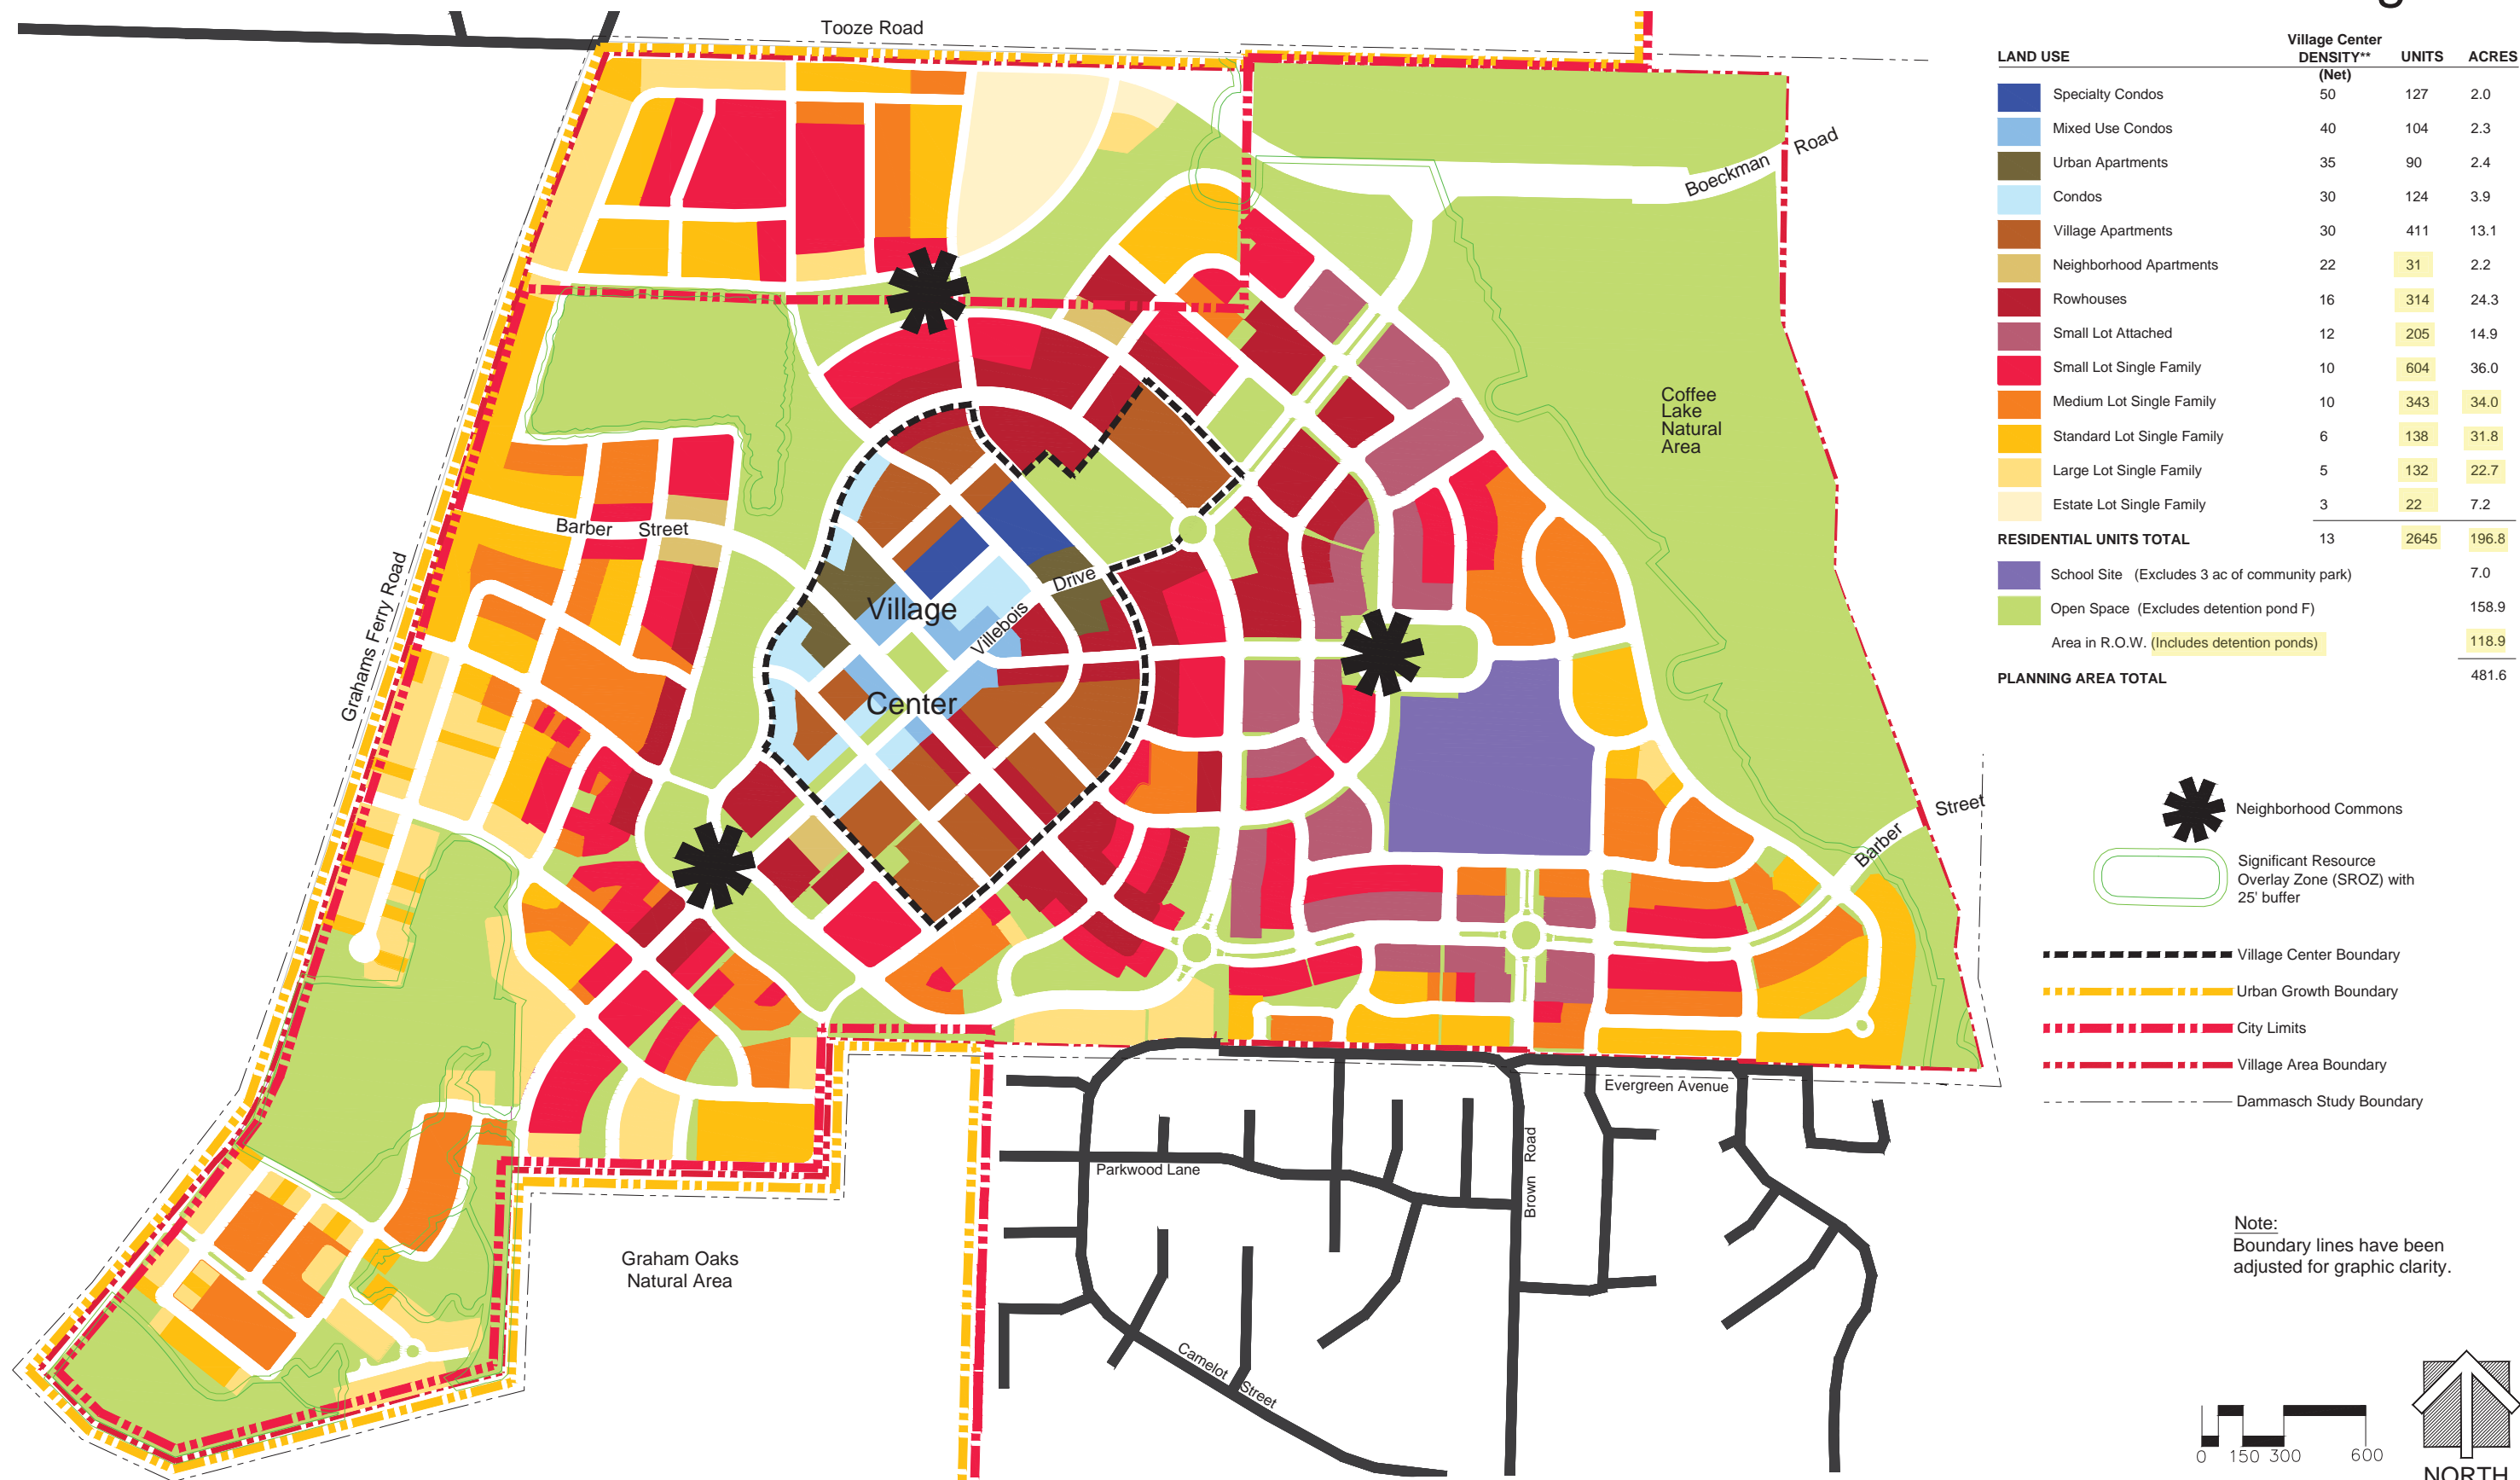 Tooze Road
Boeckman Road
Coffee
Lake
Natural
Area
Barber Street
Grahams Ferry Road
Village
Center
Villebois Drive
Barber Street
Evergreen Avenue
Parkwood Lane
Brown Road
Camelot Street
Graham Oaks
Natural Area
LAND USE Village Center DENSITY** (Net) UNITS ACRES
Specialty Condos 50 127 2.0
Mixed Use Condos 40 104 2.3
Urban Apartments 35 90 2.4
Condos 30 124 3.9
Village Apartments 30 411 13.1
Neighborhood Apartments 22 31 2.2
Rowhouses 16 314 24.3
Small Lot Attached 12 205 14.9
Small Lot Single Family 10 604 36.0
Medium Lot Single Family 10 343 34.0
Standard Lot Single Family 6 138 31.8
Large Lot Single Family 5 132 22.7
Estate Lot Single Family 3 22 7.2
RESIDENTIAL UNITS TOTAL 13 2645 196.8
School Site (Excludes 3 ac of community park) 7.0
Open Space (Excludes detention pond F) 158.9
Area in R.O.W. (Includes detention ponds) 118.9
PLANNING AREA TOTAL 481.6
Neighborhood Commons
Significant Resource
Overlay Zone (SROZ) with
25' buffer
Village Center Boundary
Urban Growth Boundary
City Limits
Village Area Boundary
Dammasch Study Boundary
Note:
Boundary lines have been
adjusted for graphic clarity.
0 150 300 600
NORTH